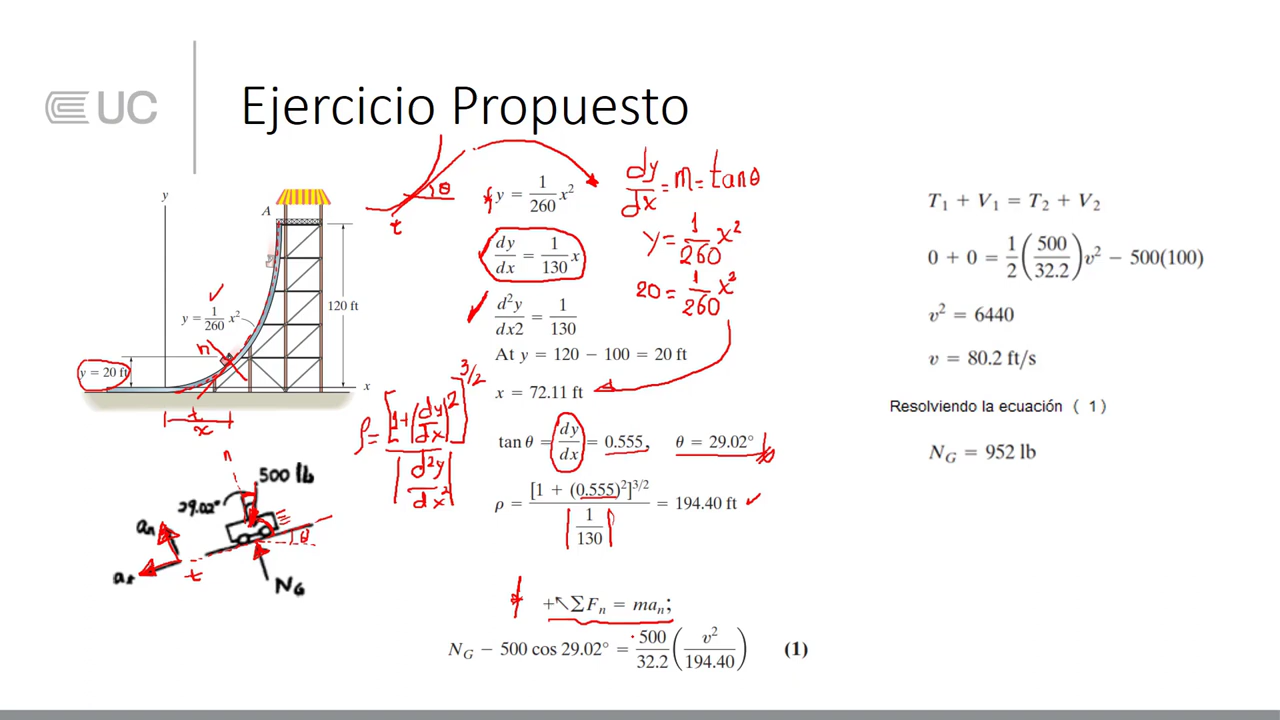 UC
Ejercicio Propuesto
y
A
120 ft
y = 1/260 x²
n
y = 20 ft
x
t
x
θ
t
y = 1/260 x²
dy/dx = 1/130 x
d²y/dx2 = 1/130
At y = 120 − 100 = 20 ft
x = 72.11 ft
tan θ = dy/dx = 0.555, θ = 29.02°
ρ = [1 + (0.555)²]^3/2 / |1/130| = 194.40 ft
+↖ΣFn = man;
NG − 500 cos 29.02° = 500/32.2 (v²/194.40) (1)
dy/dx = m = tanθ
y = 1/260 x²
20 = 1/260 x²
ρ = [1+(dy/dx)²]^3/2 / |d²y/dx²|
n
500 lb
29.02°
an
at
t
θ
NG
T1 + V1 = T2 + V2
0 + 0 = 1/2 (500/32.2) v² − 500(100)
v² = 6440
v = 80.2 ft/s
Resolviendo la ecuación ( 1 )
NG = 952 lb